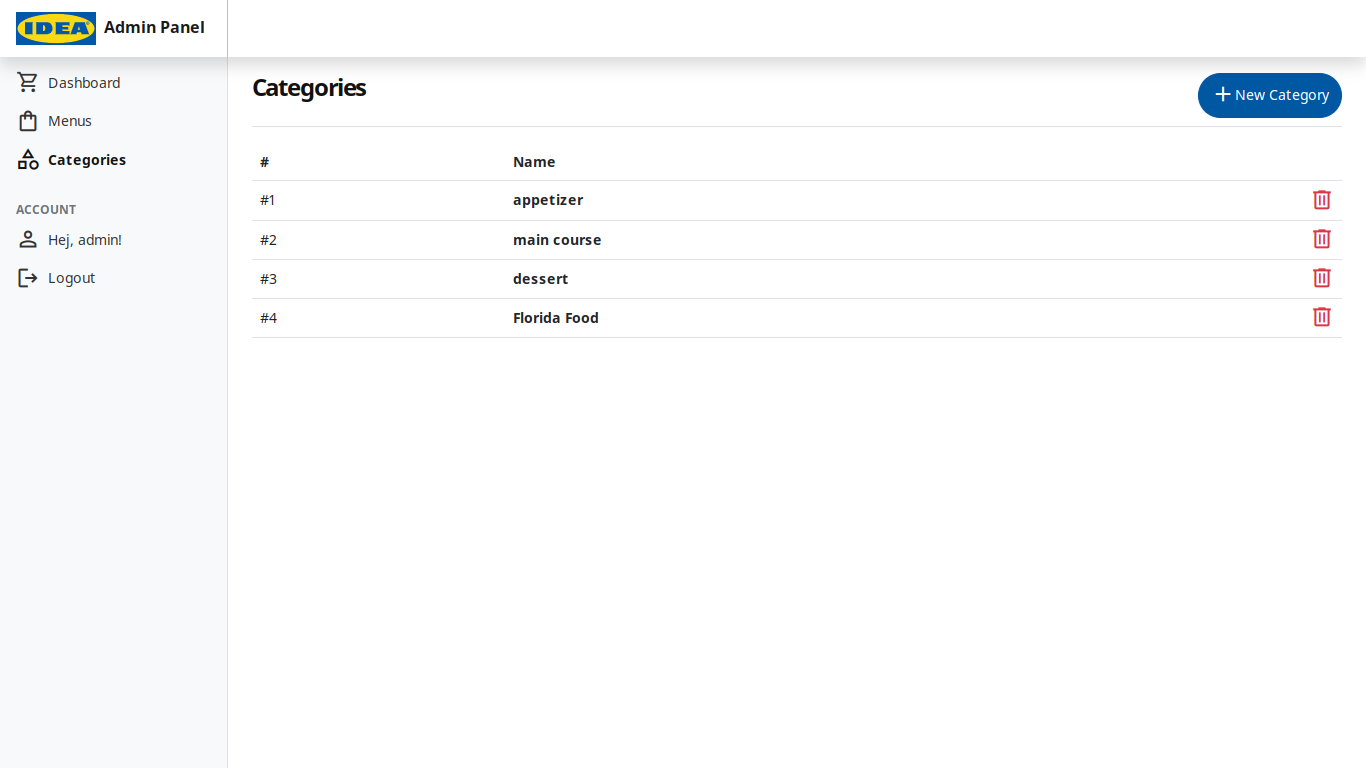 IDEA Admin Panel
Dashboard
Menus
Categories
ACCOUNT
Hej, admin!
Logout
Categories
New Category
# Name
#1 appetizer
#2 main course
#3 dessert
#4 Florida Food